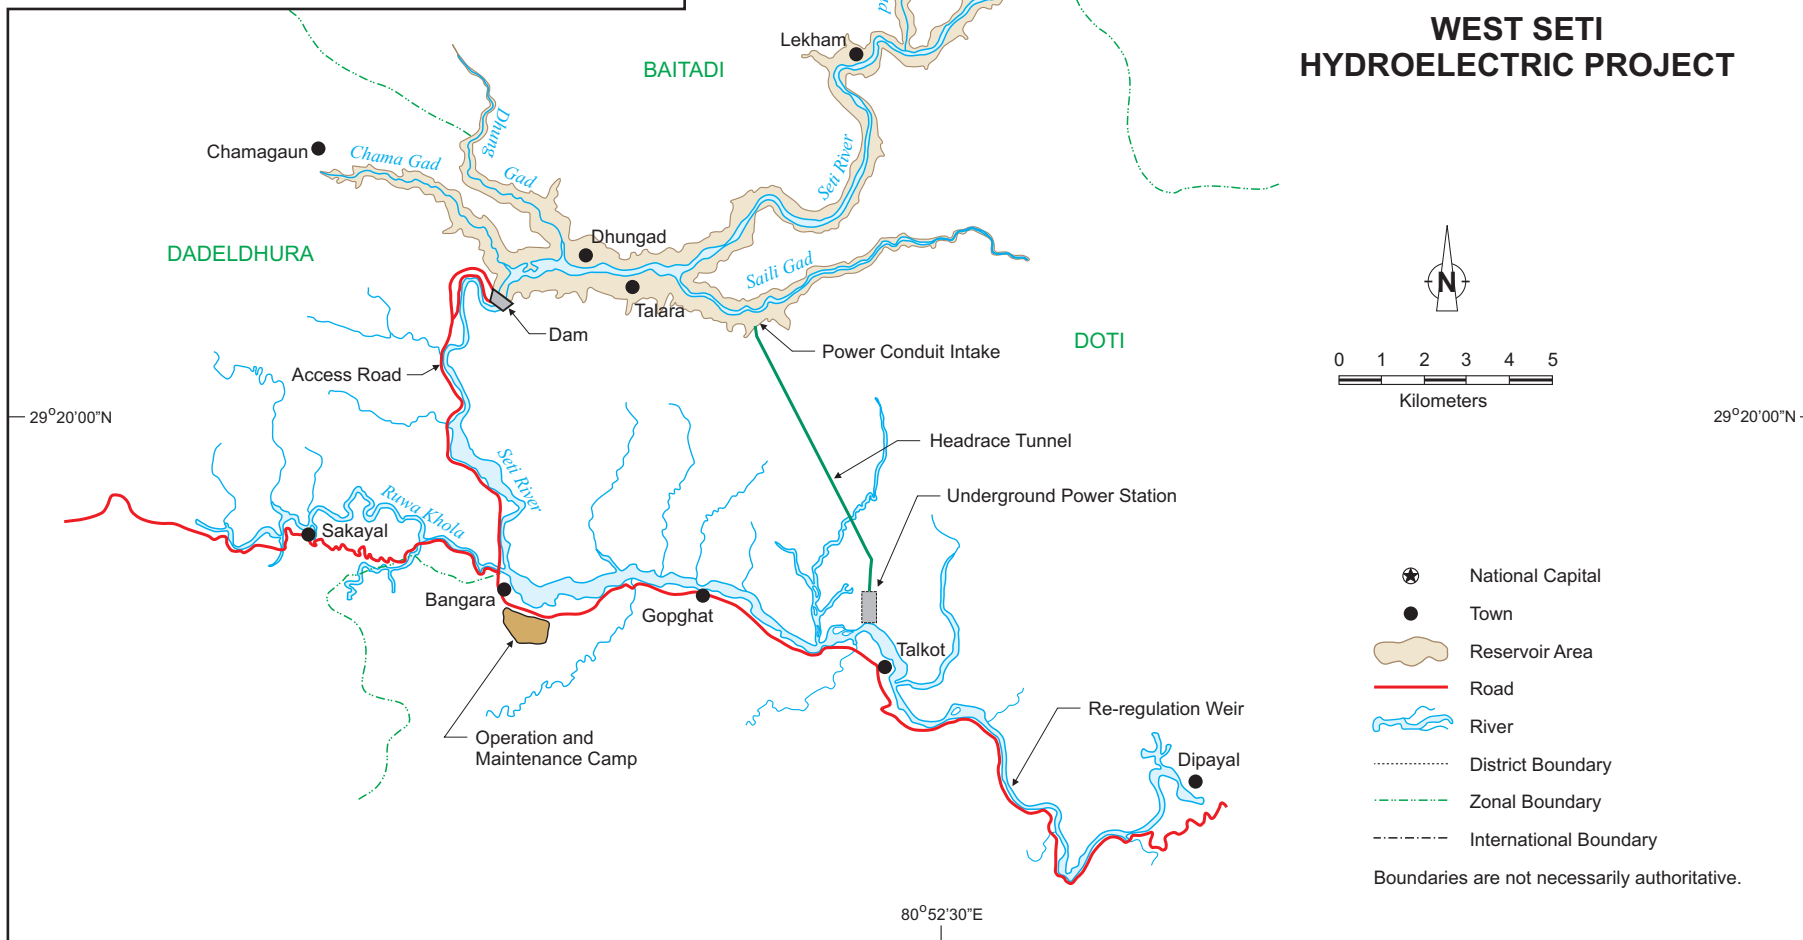 WEST SETI
HYDROELECTRIC PROJECT
Lekham
BAITADI
Dhung
Gad
Chamagaun
Chama Gad
Seti River
DADELDHURA
Dhungad
Saili Gad
Talara
Dam
Power Conduit Intake
DOTI
N
0 1 2 3 4 5
Kilometers
Access Road
29°20'00"N
29°20'00"N
Headrace Tunnel
Seti River
Underground Power Station
Ruwa Khola
Sakayal
Bangara
Gopghat
Talkot
Operation and
Maintenance Camp
Re-regulation Weir
Dipayal
National Capital
Town
Reservoir Area
Road
River
District Boundary
Zonal Boundary
International Boundary
Boundaries are not necessarily authoritative.
80°52'30"E